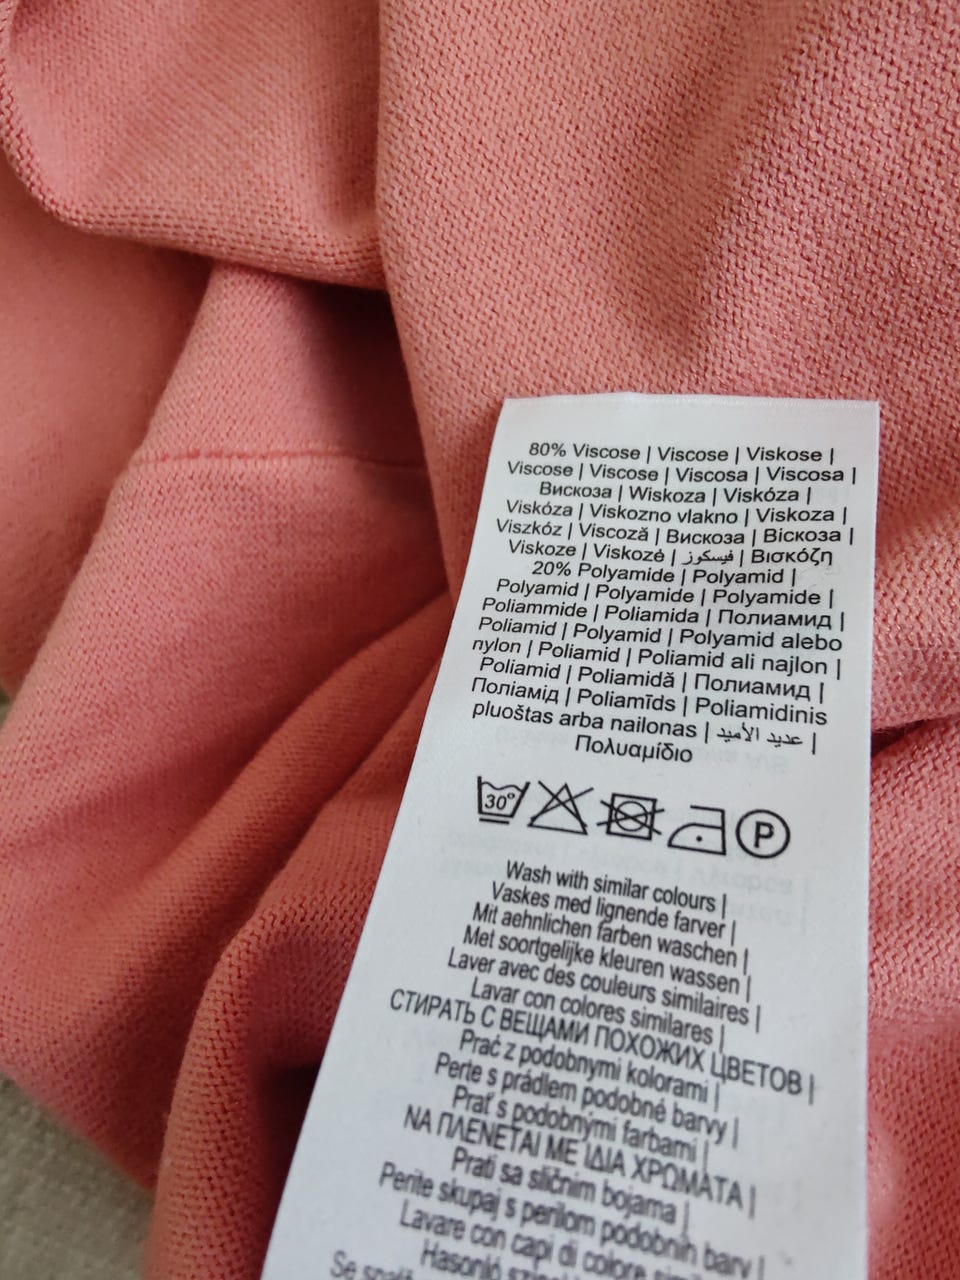 80% Viscose | Viscose | Viskose |
Viscose | Viscose | Viscosa | Viscosa |
Вискоза | Wiskoza | Viskóza |
Viskóza | Viskozno vlakno | Viskoza |
Viszkóz | Viscoză | Вискоза | Віскоза |
Viskoze | Viskozė | فيسكوز | Βισκόζη
20% Polyamide | Polyamid |
Polyamid | Polyamide | Polyamide |
Poliammide | Poliamida | Полиамид |
Poliamid | Polyamid | Polyamid alebo
nylon | Poliamid | Poliamid ali najlon |
Poliamid | Poliamidă | Полиамид |
Поліамід | Poliamīds | Poliamidinis
pluoštas arba nailonas | عديد الأميد |
Πολυαμίδιο
30° P
Wash with similar colours |
Vaskes med lignende farver |
Mit aehnlichen farben waschen |
Met soortgelijke kleuren wassen |
Laver avec des couleurs similaires |
Lavar con colores similares |
СТИРАТЬ С ВЕЩАМИ ПОХОЖИХ ЦВЕТОВ |
Prać z podobnymi kolorami |
Perte s prádlem podobné barvy |
Prať s podobnými farbami |
ΝΑ ΠΛΕΝΕΤΑΙ ΜΕ ΊΔΙΑ ΧΡΩΜΑΤΑ |
Prati sa sličnim bojama |
Perite skupaj s perilom podobnih barv |
Lavare con capi di colore
Hasonló
Se